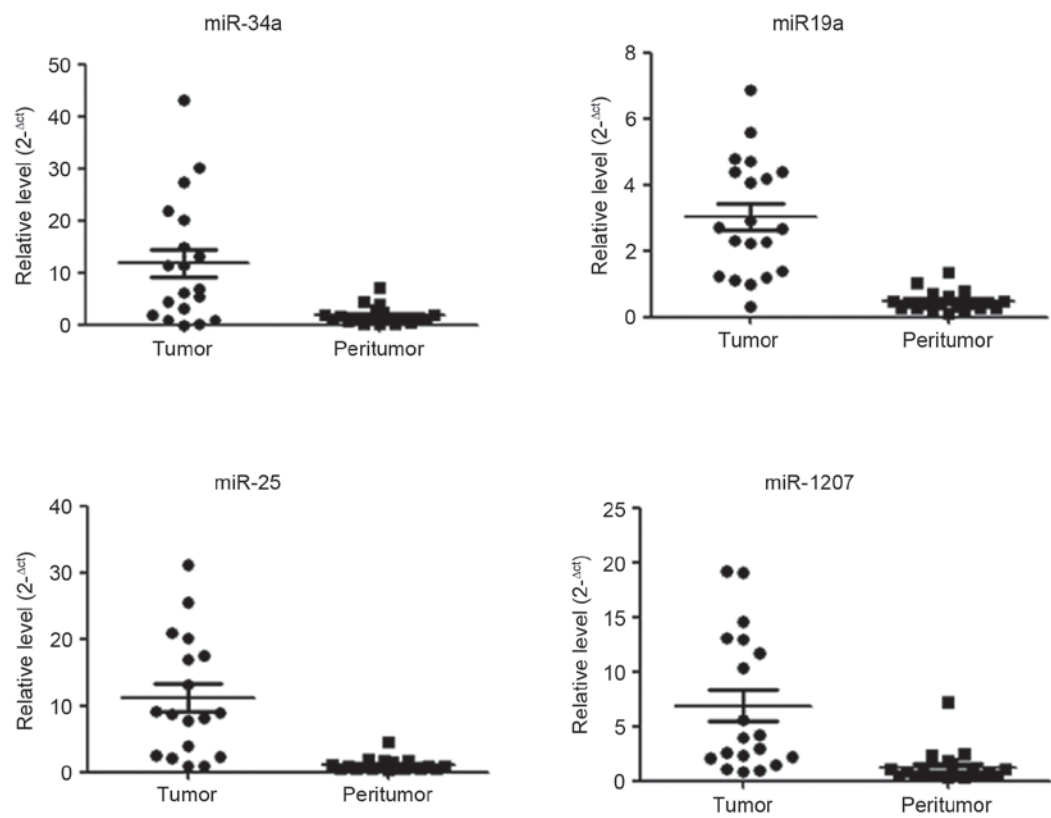 miR-34a
Relative level (2-Δct)
50
40
30
20
10
0
Tumor
Peritumor
miR19a
Relative level (2-Δct)
8
6
4
2
0
Tumor
Peritumor
miR-25
Relative level (2-Δct)
40
30
20
10
0
Tumor
Peritumor
miR-1207
Relative level (2-Δct)
25
20
15
10
5
0
Tumor
Peritumor